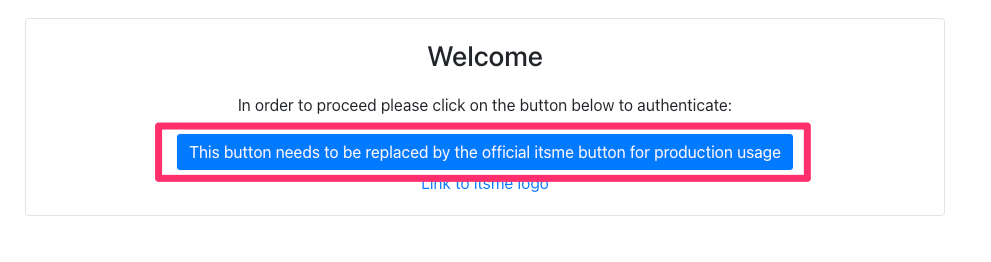 Welcome
In order to proceed please click on the button below to authenticate:
This button needs to be replaced by the official itsme button for production usage
Link to itsme logo